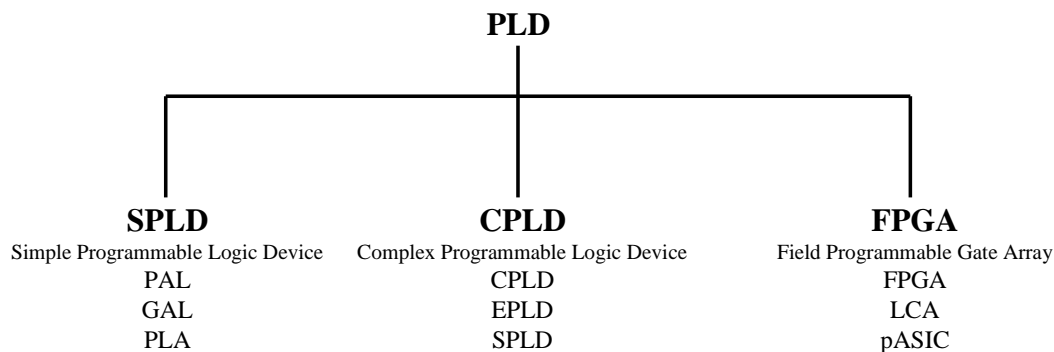 PLD
SPLD CPLD FPGA
Simple Programmable Logic Device Complex Programmable Logic Device Field Programmable Gate Array
PAL CPLD FPGA
GAL EPLD LCA
PLA SPLD pASIC